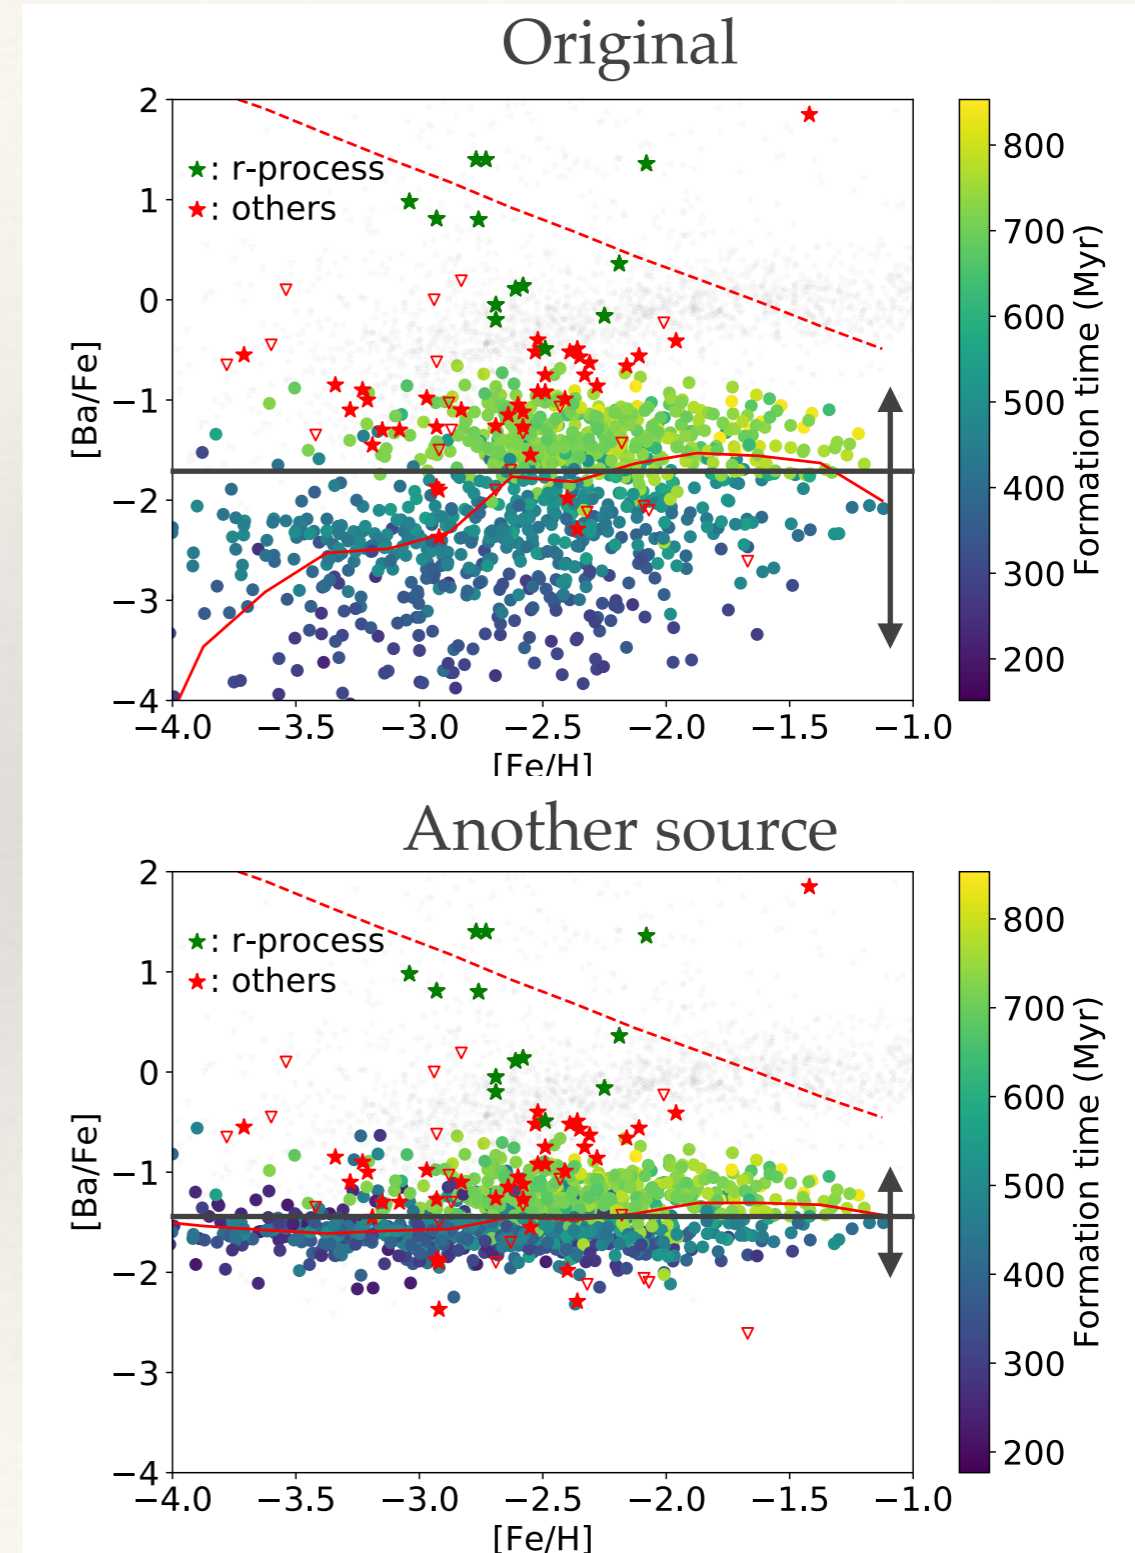 Original
2
1
0
−1
−2
−3
−4
[Ba/Fe]
★: r-process
★: others
−4.0 −3.5 −3.0 −2.5 −2.0 −1.5 −1.0
[Fe/H]
800
700
600
500
400
300
200
Formation time (Myr)
Another source
2
1
0
−1
−2
−3
−4
[Ba/Fe]
★: r-process
★: others
−4.0 −3.5 −3.0 −2.5 −2.0 −1.5 −1.0
[Fe/H]
800
700
600
500
400
300
200
Formation time (Myr)